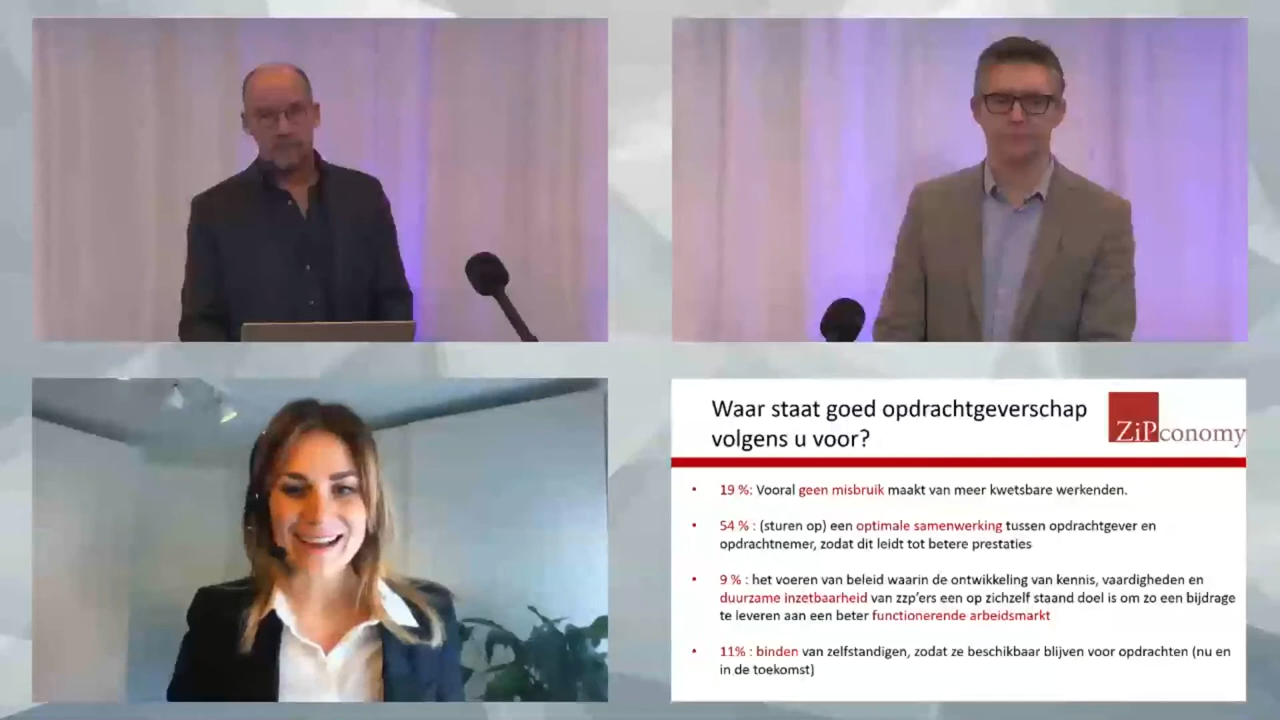 Waar staat goed opdrachtgeverschap
volgens u voor?
ZiPconomy
• 19 %: Vooral geen misbruik maakt van meer kwetsbare werkenden.
• 54 % : (sturen op) een optimale samenwerking tussen opdrachtgever en
opdrachtnemer, zodat dit leidt tot betere prestaties
• 9 % : het voeren van beleid waarin de ontwikkeling van kennis, vaardigheden en
duurzame inzetbaarheid van zzp'ers een op zichzelf staand doel is om zo een bijdrage
te leveren aan een beter functionerende arbeidsmarkt
• 11% : binden van zelfstandigen, zodat ze beschikbaar blijven voor opdrachten (nu en
in de toekomst)